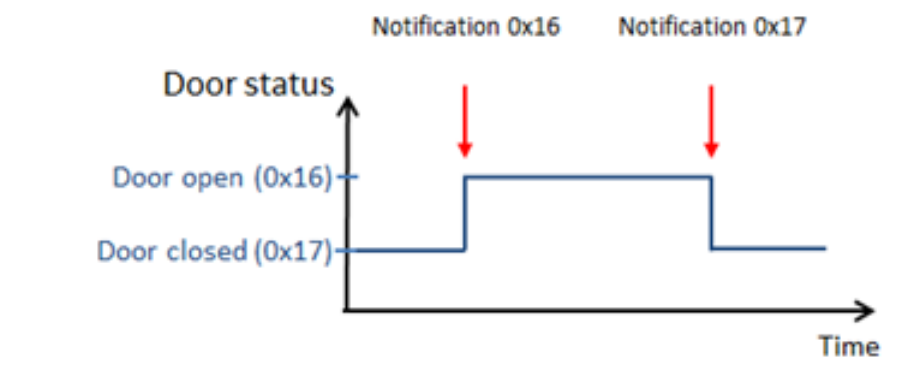 Notification 0x16
Notification 0x17
Door status
Door open (0x16)
Door closed (0x17)
Time